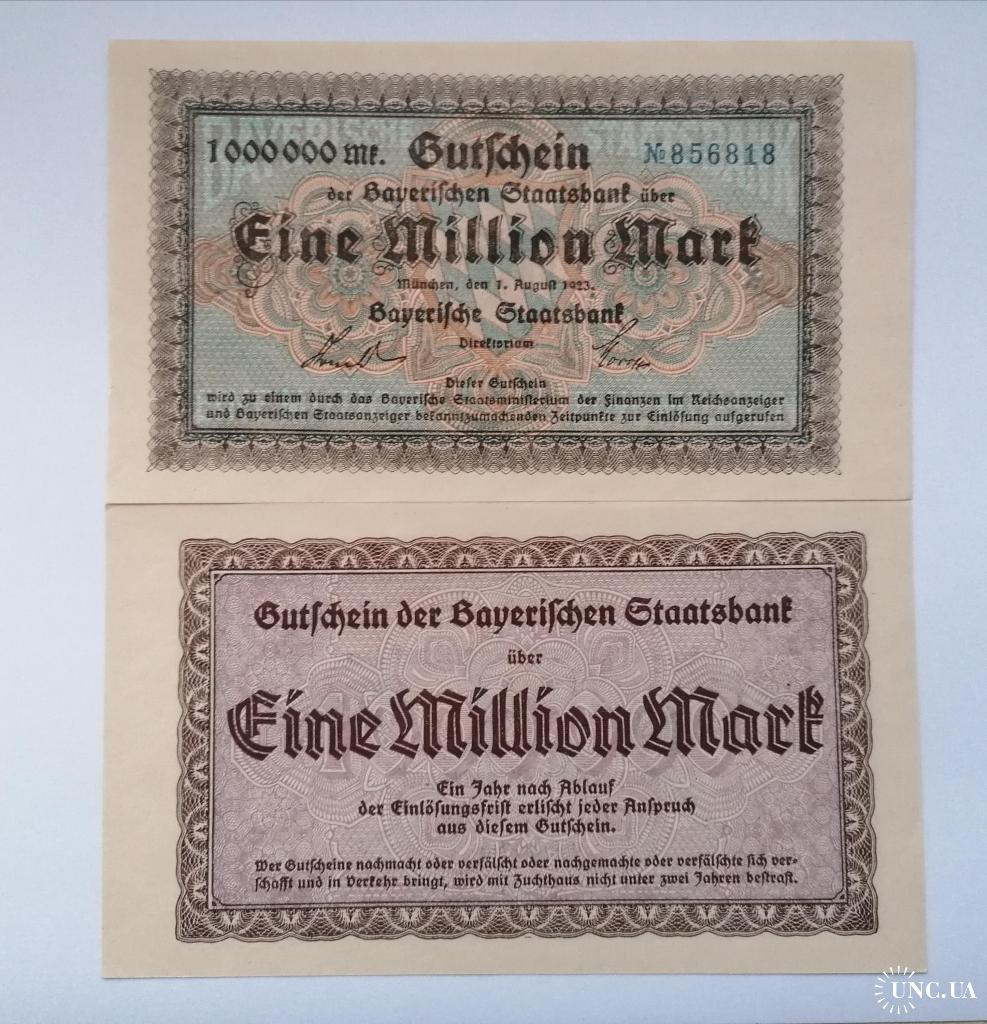 1000000 Mk. Gutschein № 856818
der Bayerischen Staatsbank über
Eine Million Mark
München, den 1. August 1923.
Bayerische Staatsbank
Direktorium
Dieser Gutschein
wird zu einem durch das Bayerische Staatsministerium der Finanzen im Reichsanzeiger
und Bayerischen Staatsanzeiger bekanntzumachenden Zeitpunkte zur Einlösung aufgerufen
Gutschein der Bayerischen Staatsbank
über
Eine Million Mark
Ein Jahr nach Ablauf
der Einlösungsfrist erlischt jeder Anspruch
aus diesem Gutschein.
Wer Gutscheine nachmacht oder verfälscht oder nachgemachte oder verfälschte sich ver-
schafft und in Verkehr bringt, wird mit Zuchthaus nicht unter zwei Jahren bestraft.
UNC.UA